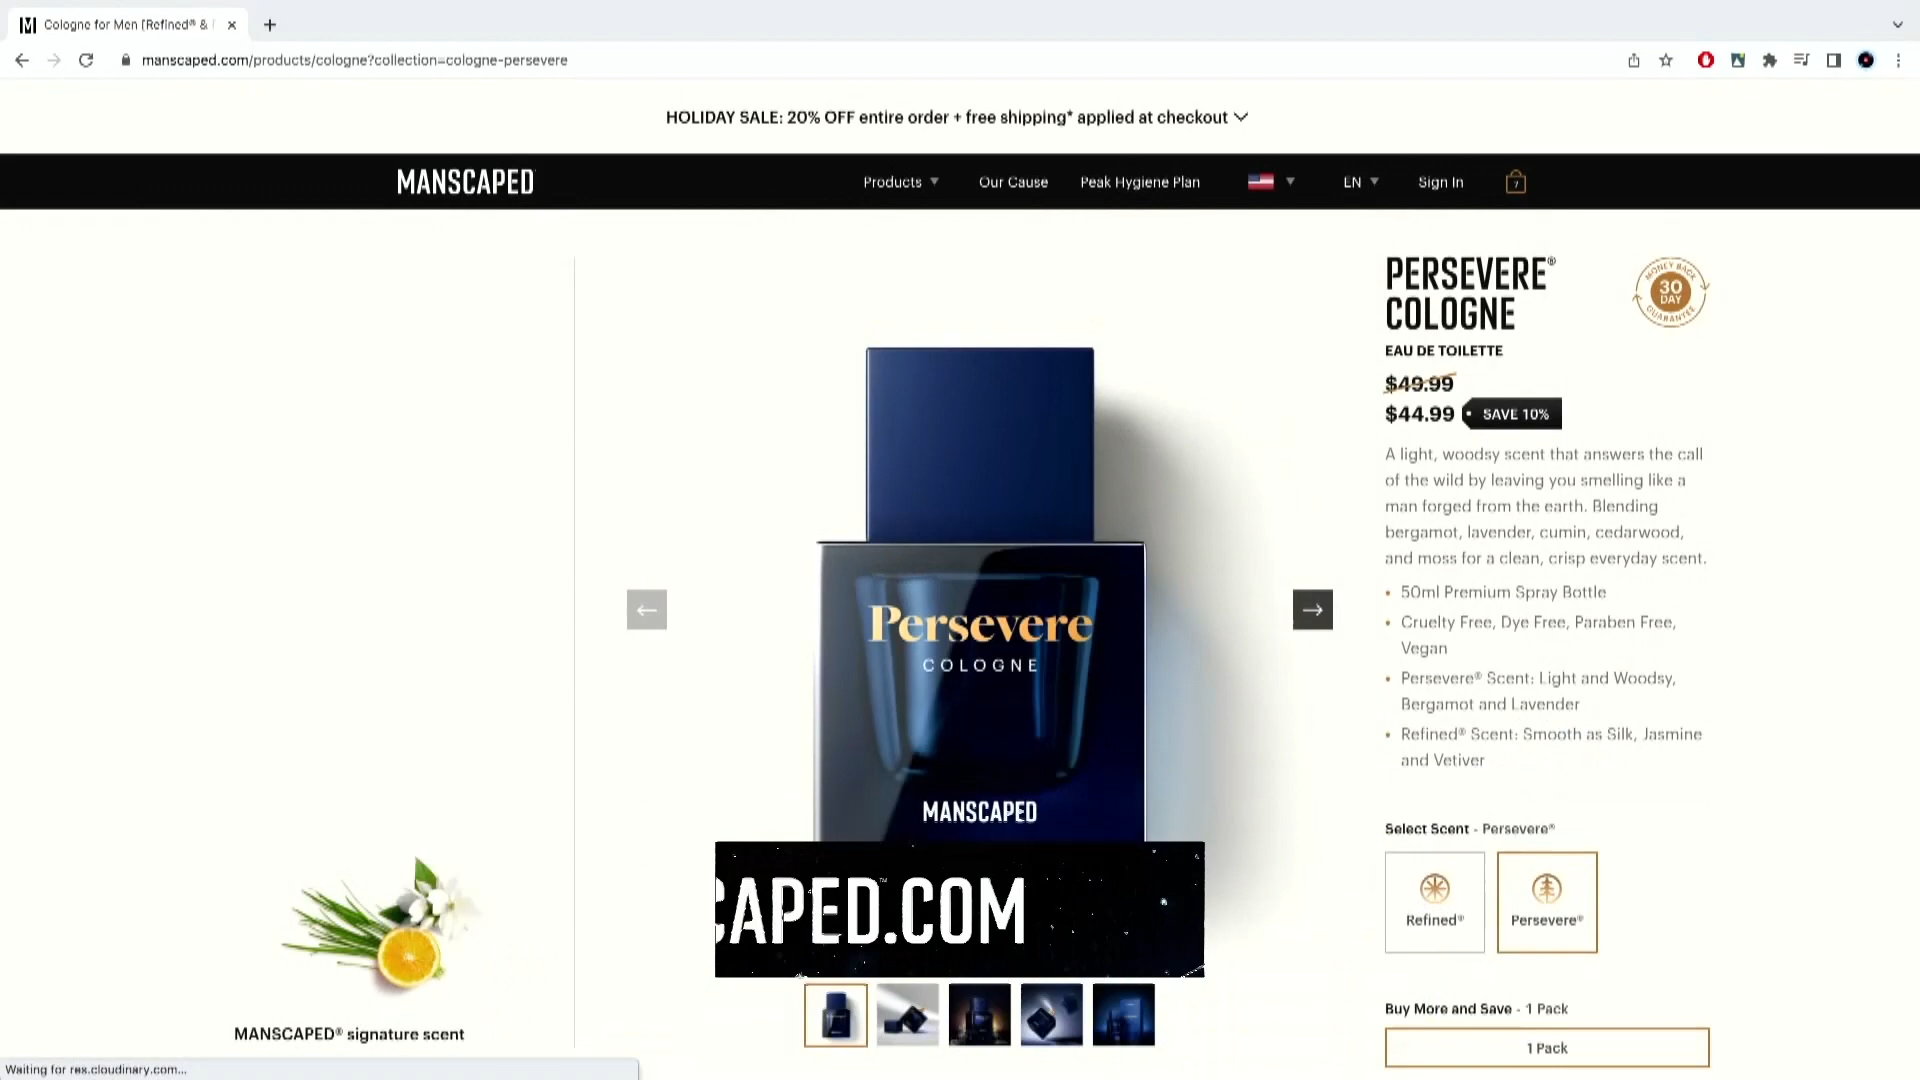 Cologne for Men [Refined® &
manscaped.com/products/cologne?collection=cologne-persevere
HOLIDAY SALE: 20% OFF entire order + free shipping* applied at checkout
MANSCAPED
Products
Our Cause
Peak Hygiene Plan
EN
Sign In
7
PERSEVERE®
COLOGNE
MONEY BACK
30
DAY
GUARANTEE
EAU DE TOILETTE
$49.99
$44.99
SAVE 10%
A light, woodsy scent that answers the call
of the wild by leaving you smelling like a
man forged from the earth. Blending
bergamot, lavender, cumin, cedarwood,
and moss for a clean, crisp everyday scent.
• 50ml Premium Spray Bottle
• Cruelty Free, Dye Free, Paraben Free,
Vegan
• Persevere® Scent: Light and Woodsy,
Bergamot and Lavender
• Refined® Scent: Smooth as Silk, Jasmine
and Vetiver
Select Scent - Persevere®
Refined®
Persevere®
Buy More and Save - 1 Pack
1 Pack
Persevere
COLOGNE
MANSCAPED
CAPED™.COM
MANSCAPED® signature scent
Waiting for res.cloudinary.com...